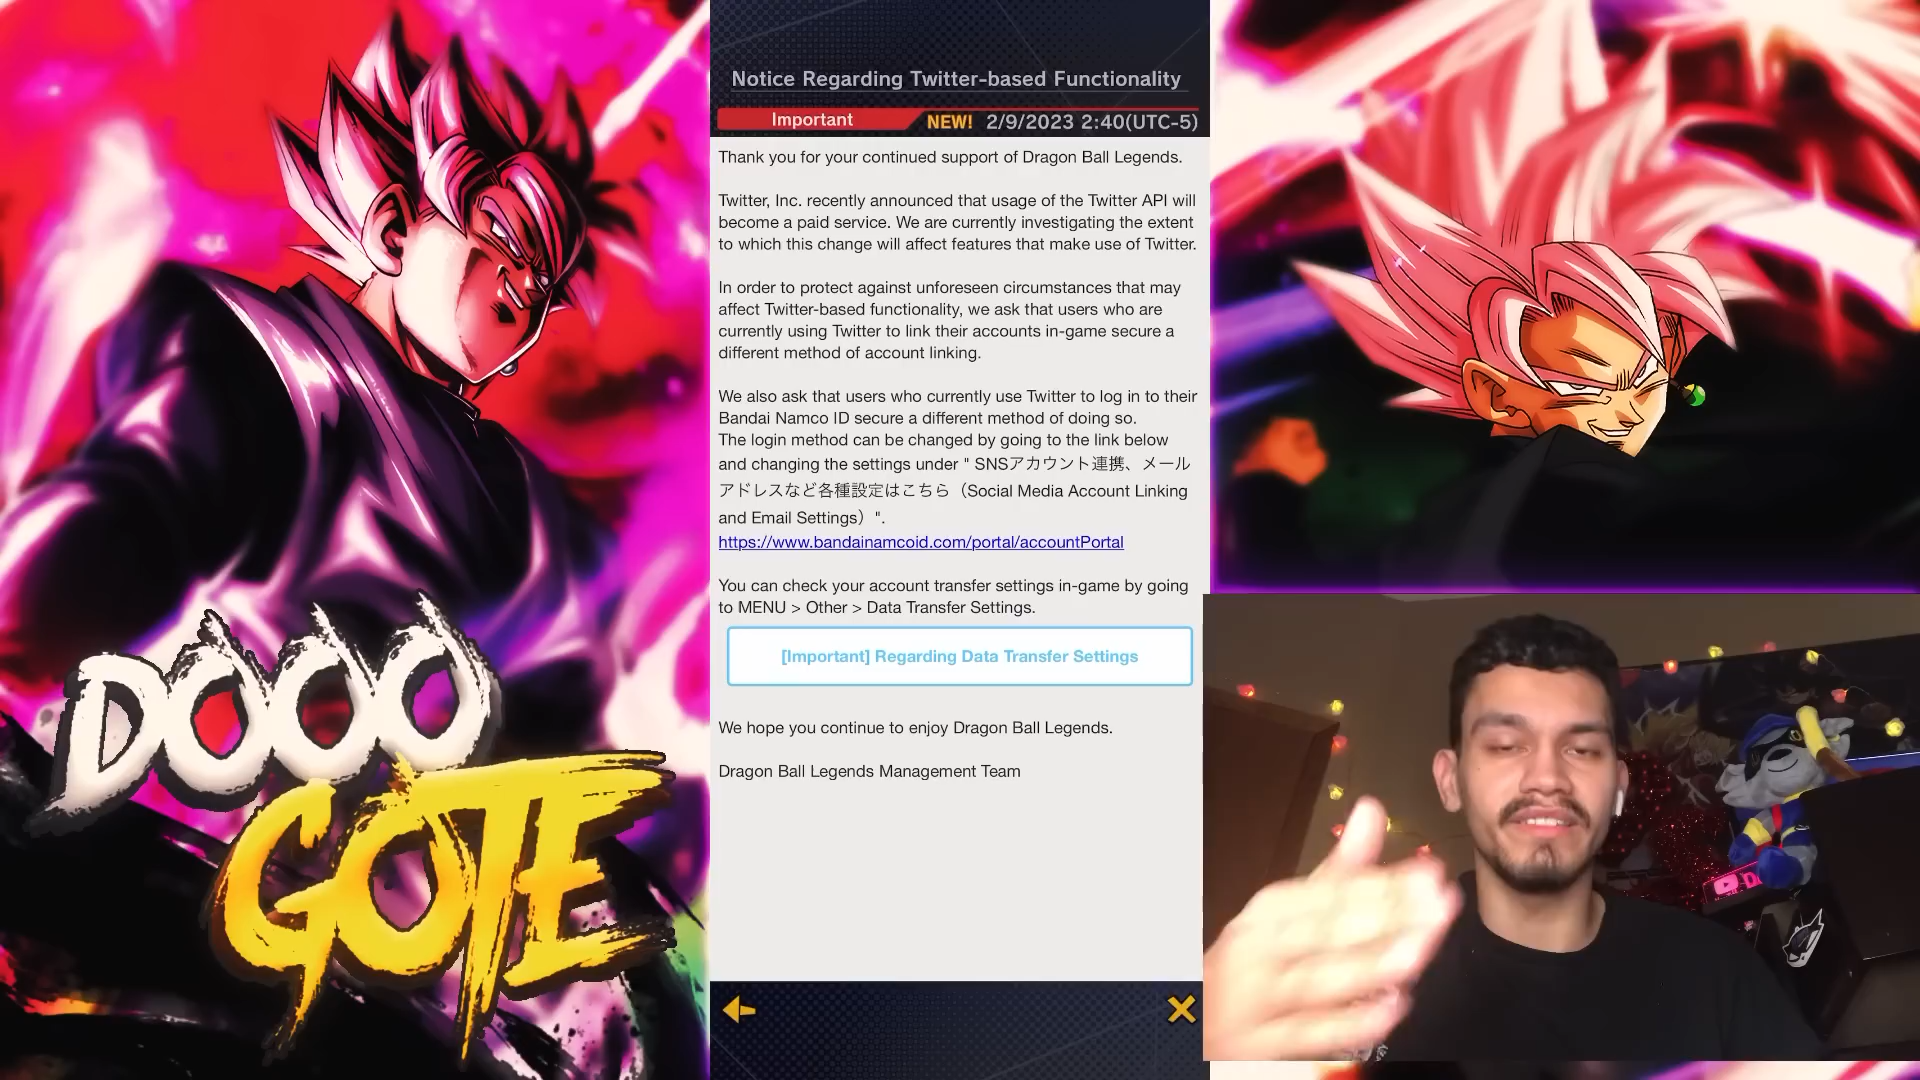 Notice Regarding Twitter-based Functionality
Important NEW! 2/9/2023 2:40(UTC-5)
Thank you for your continued support of Dragon Ball Legends.
Twitter, Inc. recently announced that usage of the Twitter API will
become a paid service. We are currently investigating the extent
to which this change will affect features that make use of Twitter.
In order to protect against unforeseen circumstances that may
affect Twitter-based functionality, we ask that users who are
currently using Twitter to link their accounts in-game secure a
different method of account linking.
We also ask that users who currently use Twitter to log in to their
Bandai Namco ID secure a different method of doing so.
The login method can be changed by going to the link below
and changing the settings under " SNSアカウント連携、メール
アドレスなど各種設定はこちら（Social Media Account Linking
and Email Settings）".
https://www.bandainamcoid.com/portal/accountPortal
You can check your account transfer settings in-game by going
to MENU > Other > Data Transfer Settings.
[Important] Regarding Data Transfer Settings
We hope you continue to enjoy Dragon Ball Legends.
Dragon Ball Legends Management Team
DOOO
GOTE